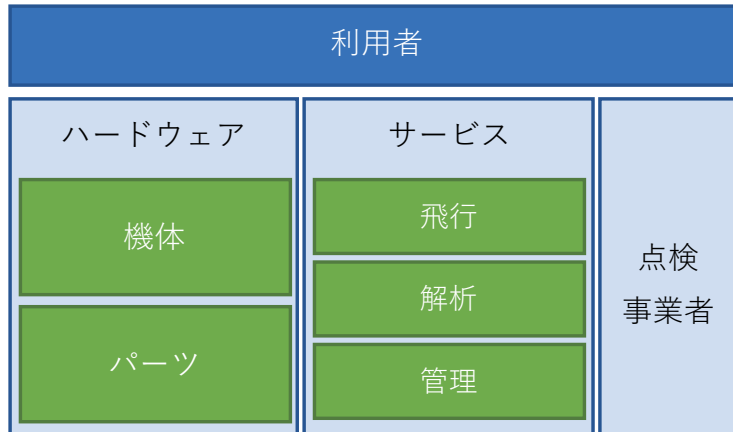 利用者
ハードウェア
機体
パーツ
サービス
飛行
解析
管理
点検
事業者